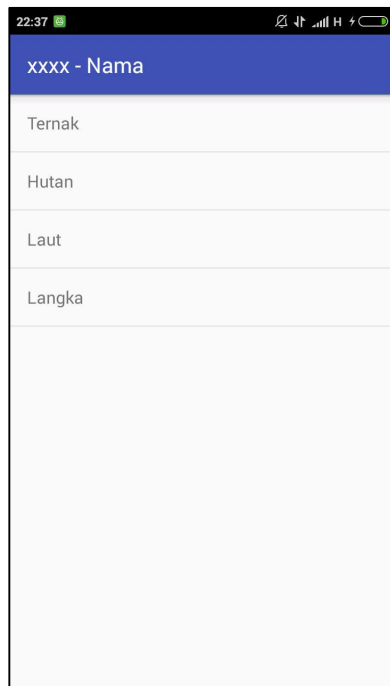 22:37 H
xxxx - Nama
Ternak
Hutan
Laut
Langka